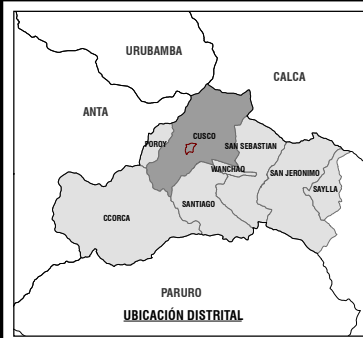 URUBAMBA
CALCA
ANTA
POROY
CUSCO
SAN SEBASTIAN
WANCHAQ
SAN JERONIMO
SAYLLA
CCORCA
SANTIAGO
PARURO
UBICACIÓN DISTRITAL